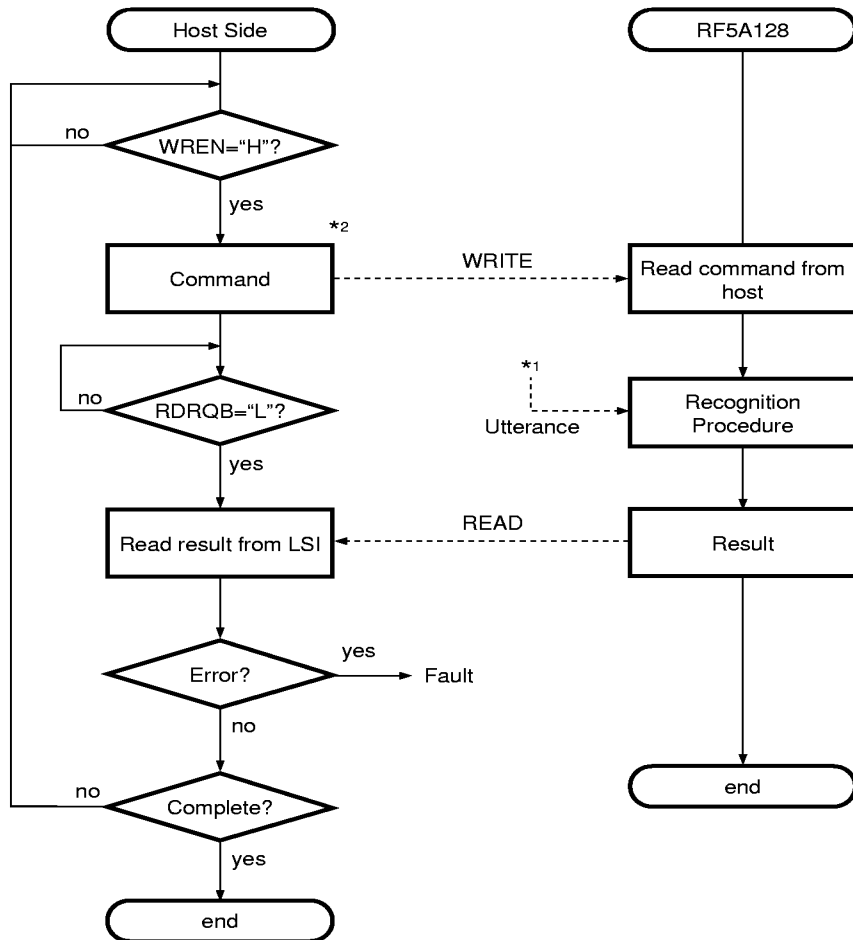 Host Side
RF5A128
no
WREN=“H”?
yes
*2
Command
WRITE
Read command from
host
*1
no
RDRQB=“L”?
Utterance
Recognition
Procedure
yes
READ
Read result from LSI
Result
Error?
yes
Fault
no
no
Complete?
end
yes
end